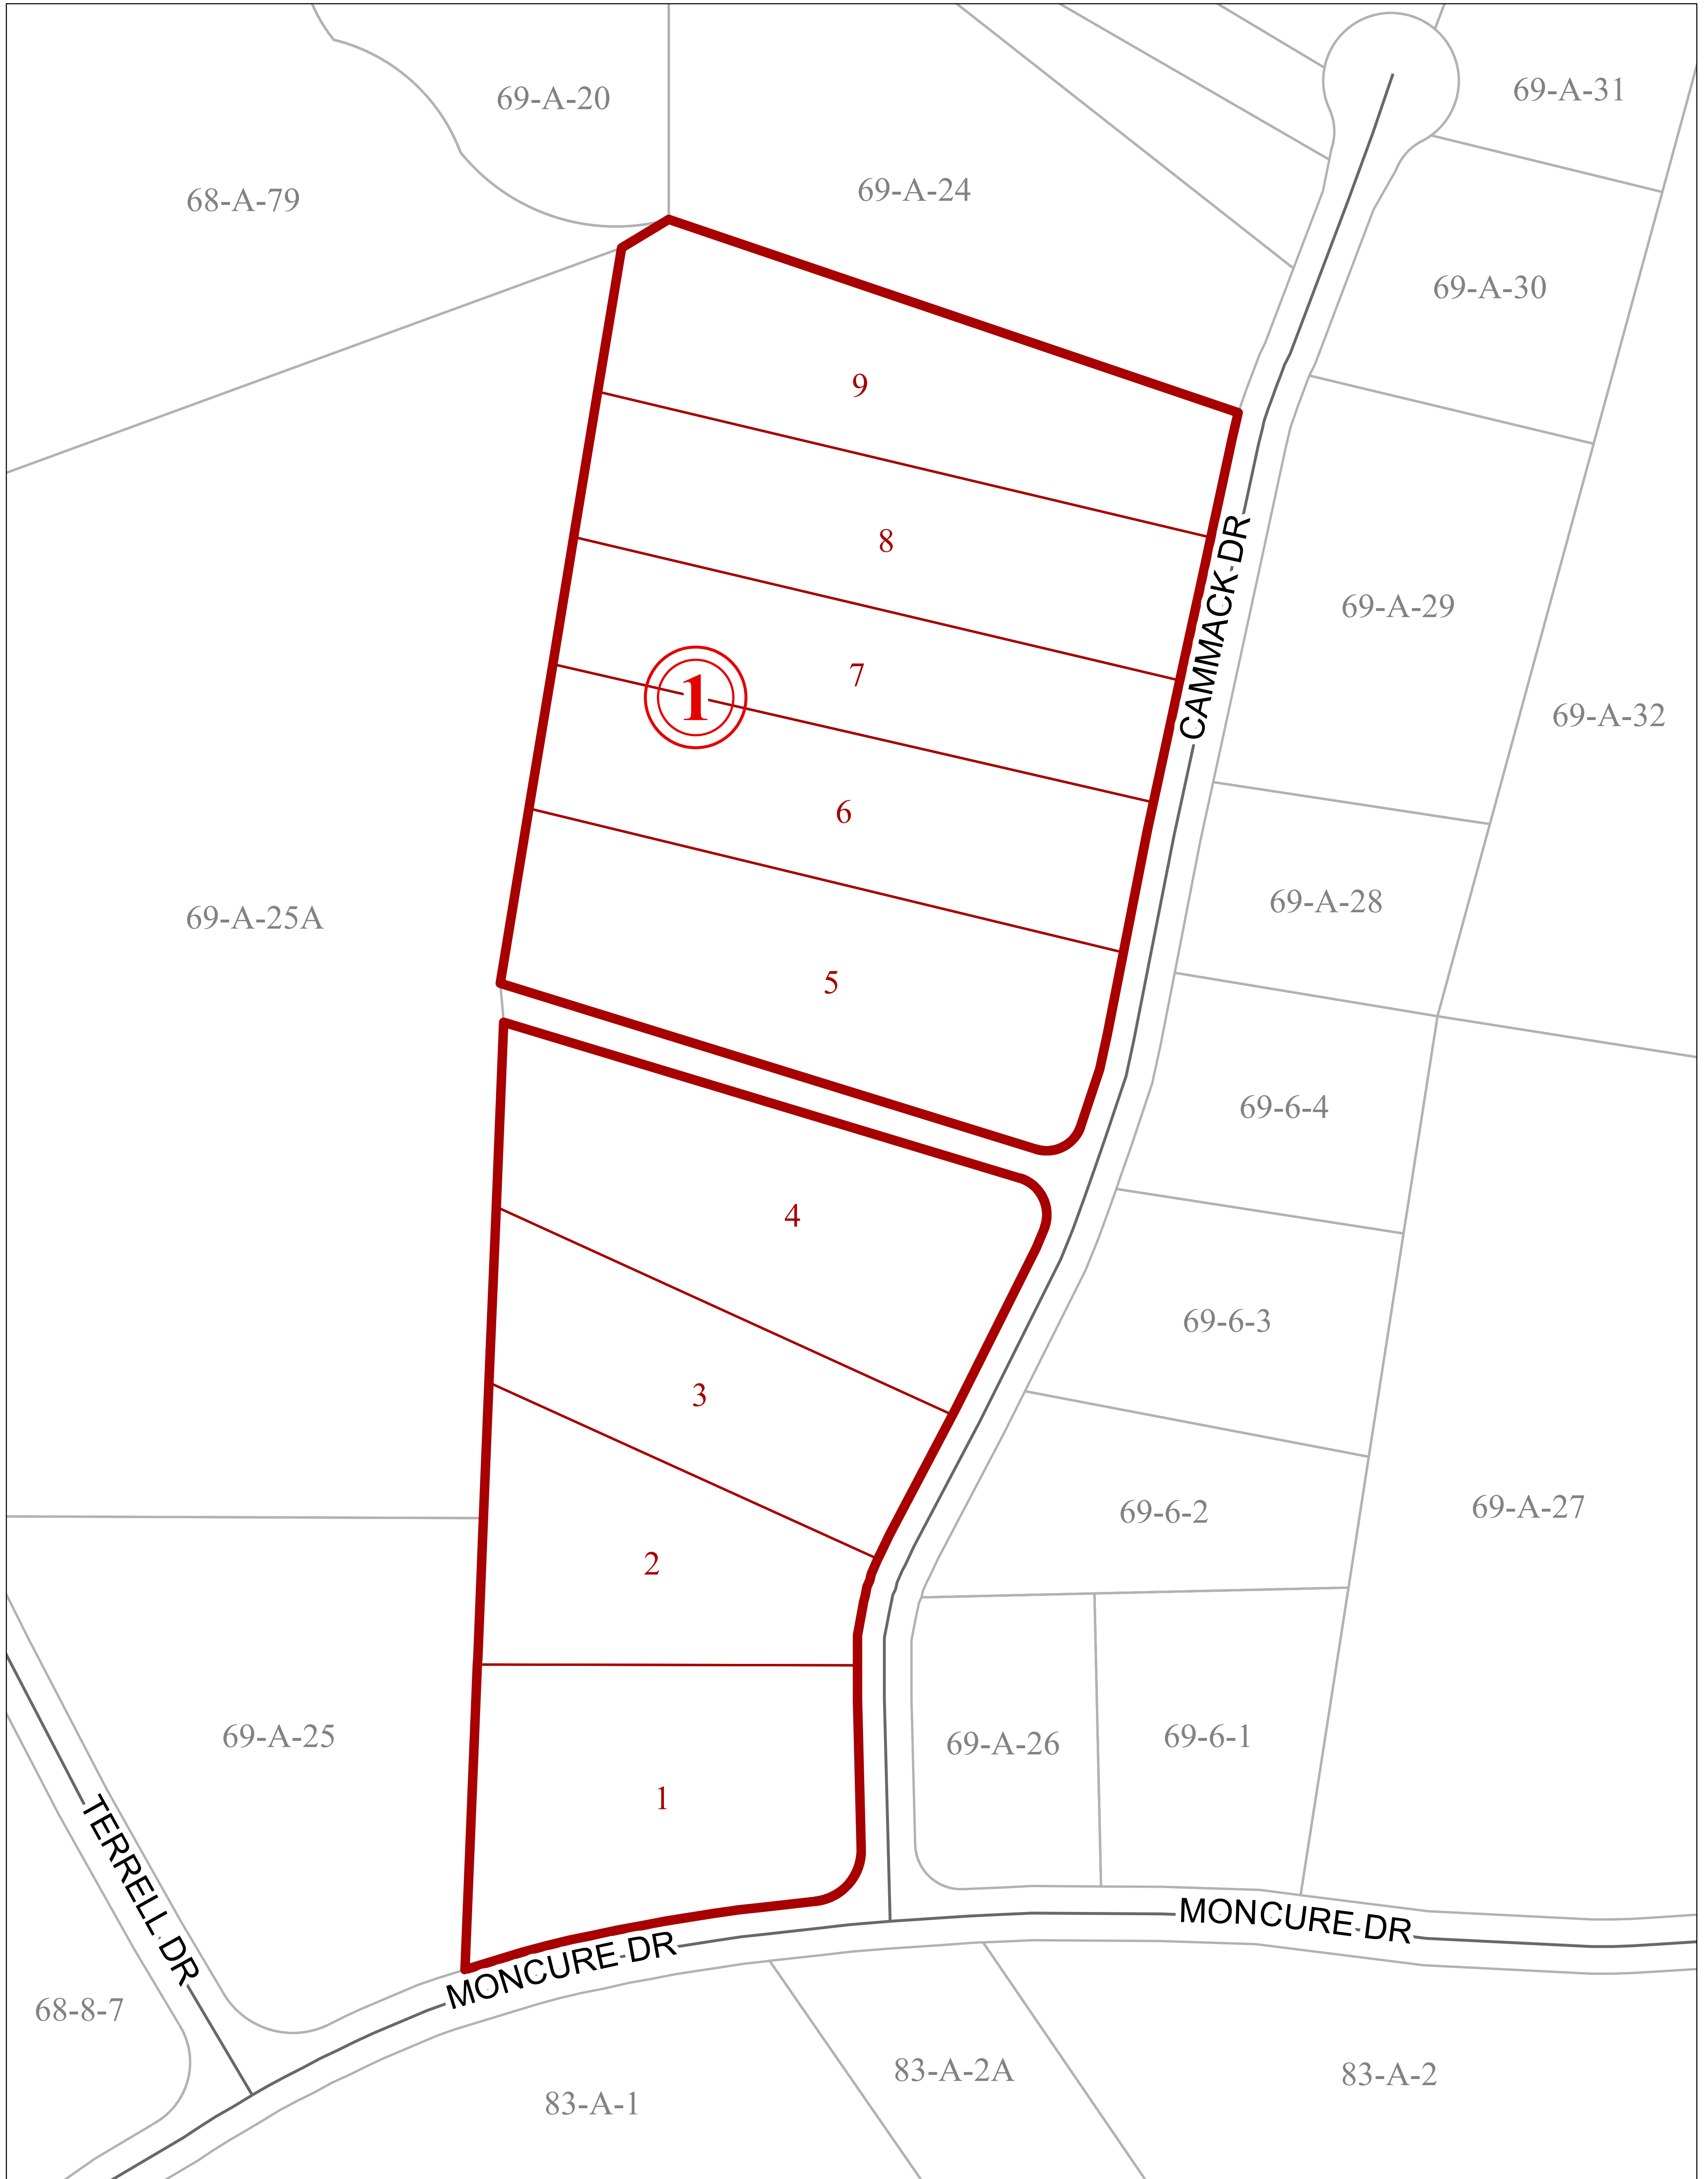 69-A-31
69-A-20
69-A-24
68-A-79
69-A-30
9
8
CAMMACK DR
69-A-29
7
1
69-A-32
6
69-A-28
69-A-25A
5
69-6-4
4
69-6-3
3
69-6-2
69-A-27
2
69-A-25
69-A-26
69-6-1
1
TERRELL DR
MONCURE DR
MONCURE DR
68-8-7
83-A-2A
83-A-2
83-A-1